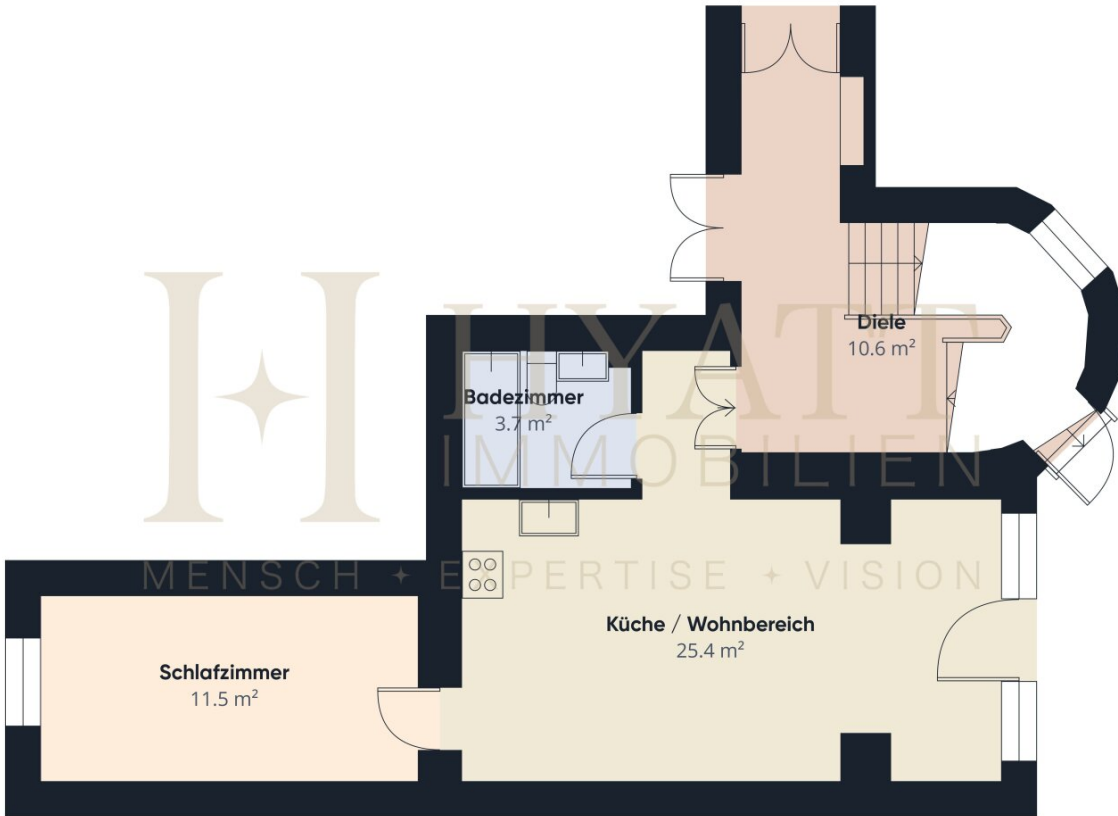 HYATT
IMMOBILIEN
MENSCH ✦ EXPERTISE ✦ VISION
Diele
10.6 m²
Badezimmer
3.7 m²
Küche / Wohnbereich
25.4 m²
Schlafzimmer
11.5 m²